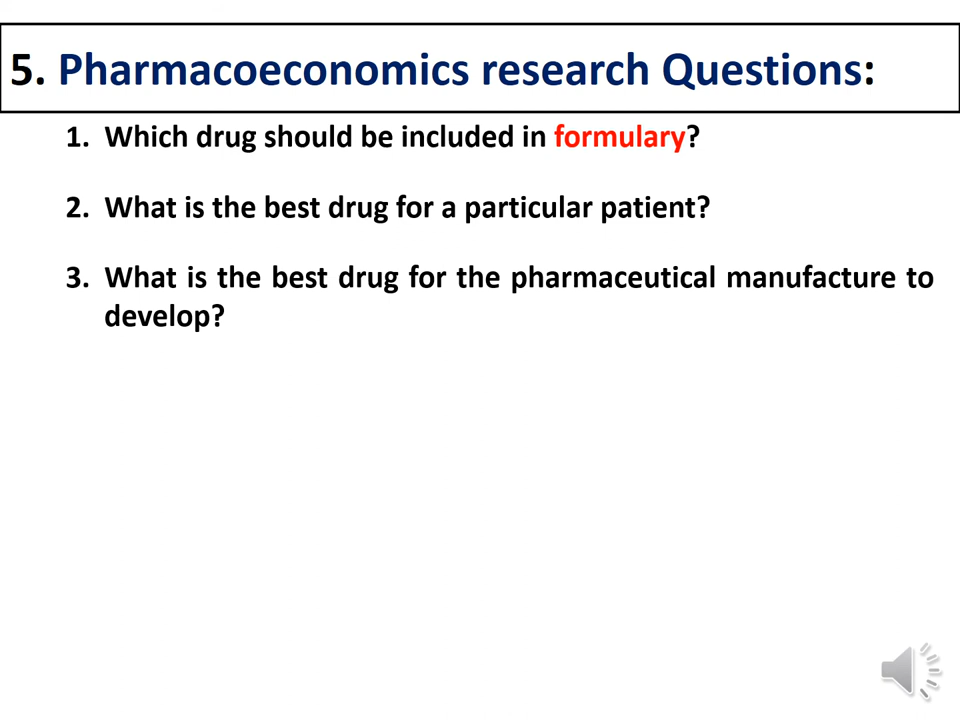 5. Pharmacoeconomics research Questions:
1. Which drug should be included in formulary?
2. What is the best drug for a particular patient?
3. What is the best drug for the pharmaceutical manufacture to
develop?